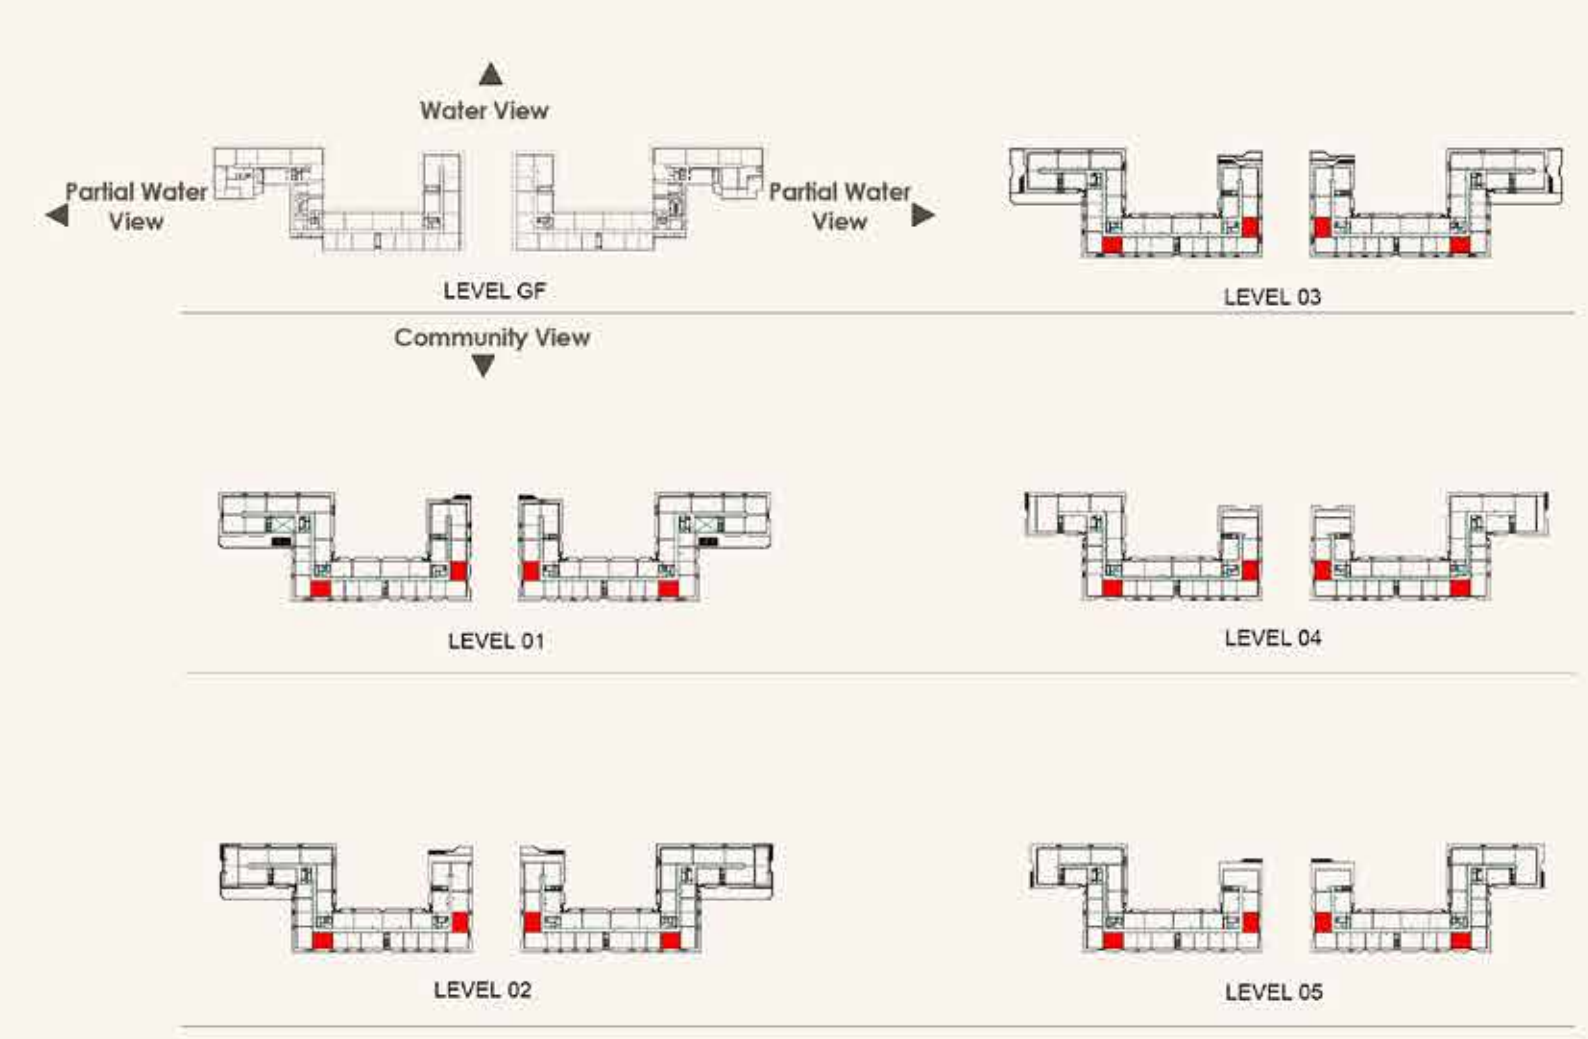 Water View
Partial Water
View
Partial Water
View
LEVEL GF
LEVEL 03
Community View
LEVEL 01
LEVEL 04
LEVEL 02
LEVEL 05